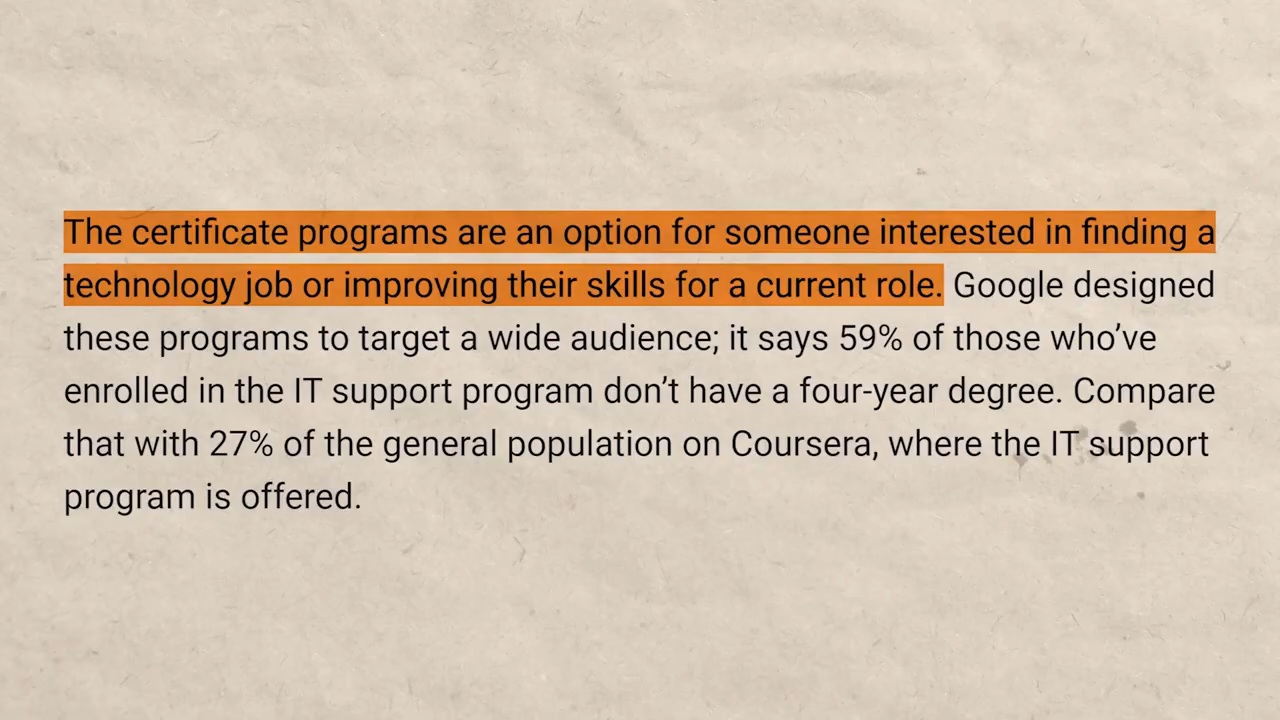 The certificate programs are an option for someone interested in finding a
technology job or improving their skills for a current role. Google designed
these programs to target a wide audience; it says 59% of those who’ve
enrolled in the IT support program don’t have a four-year degree. Compare
that with 27% of the general population on Coursera, where the IT support
program is offered.